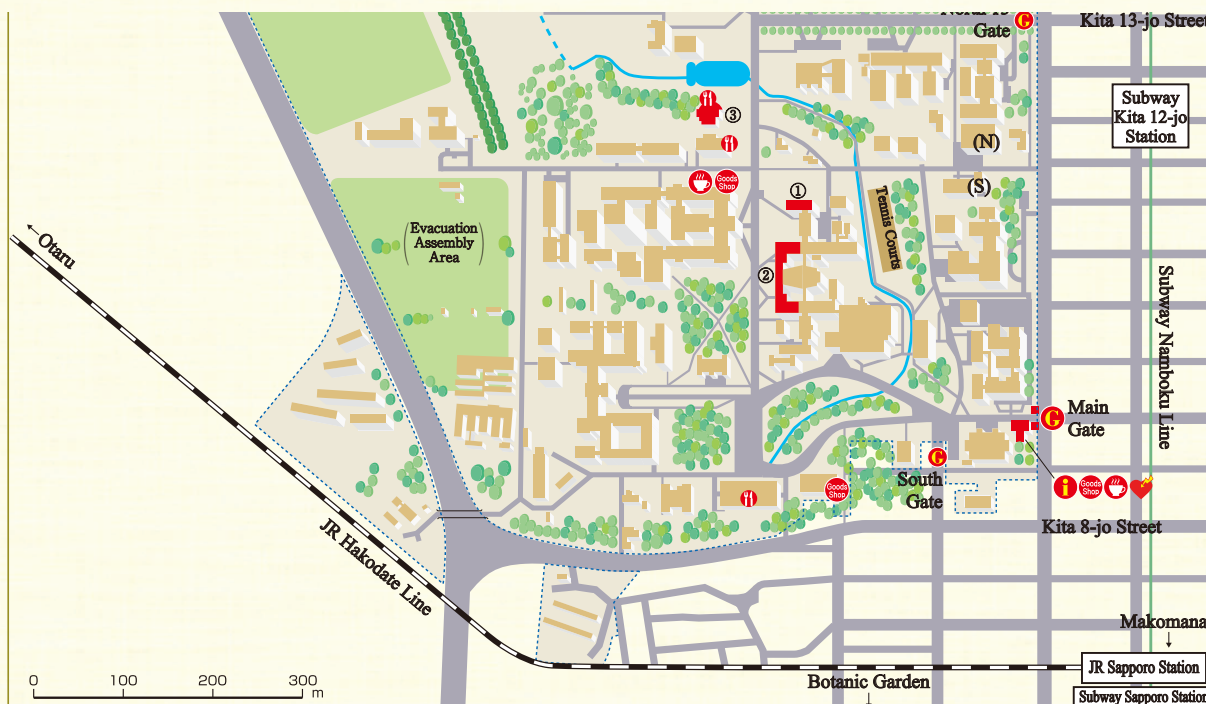 North 13
Gate
G
Kita 13-jo Street
Subway
Kita 12-jo
Station
③
(N)
Goods
Shop
①
(S)
Tennis Courts
(Evacuation
Assembly
Area)
Otaru
②
Subway Namboku Line
G
Main
Gate
G
South
Gate
Goods
Shop
i
Goods
Shop
Kita 8-jo Street
JR Hakodate Line
Makomanai
JR Sapporo Station
Botanic Garden
Subway Sapporo Station
0 100 200 300
m